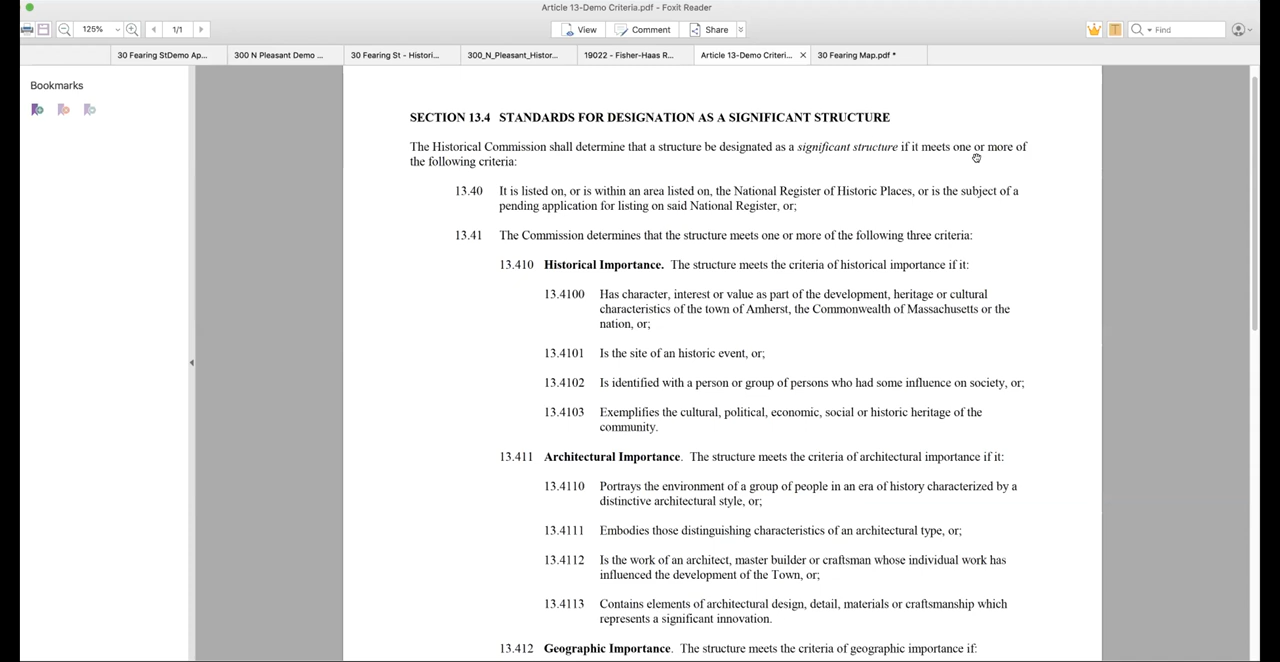 Article 13-Demo Criteria.pdf - Foxit Reader
125% 1/1 View Comment Share Find
30 Fearing StDemo Ap... 300 N Pleasant Demo ... 30 Fearing St - Histori... 300_N_Pleasant_Histor... 19022 - Fisher-Haas R... Article 13-Demo Criteri... 30 Fearing Map.pdf *
Bookmarks
SECTION 13.4 STANDARDS FOR DESIGNATION AS A SIGNIFICANT STRUCTURE
The Historical Commission shall determine that a structure be designated as a significant structure if it meets one or more of
the following criteria:
13.40 It is listed on, or is within an area listed on, the National Register of Historic Places, or is the subject of a
pending application for listing on said National Register, or;
13.41 The Commission determines that the structure meets one or more of the following three criteria:
13.410 Historical Importance. The structure meets the criteria of historical importance if it:
13.4100 Has character, interest or value as part of the development, heritage or cultural
characteristics of the town of Amherst, the Commonwealth of Massachusetts or the
nation, or;
13.4101 Is the site of an historic event, or;
13.4102 Is identified with a person or group of persons who had some influence on society, or;
13.4103 Exemplifies the cultural, political, economic, social or historic heritage of the
community.
13.411 Architectural Importance. The structure meets the criteria of architectural importance if it:
13.4110 Portrays the environment of a group of people in an era of history characterized by a
distinctive architectural style, or;
13.4111 Embodies those distinguishing characteristics of an architectural type, or;
13.4112 Is the work of an architect, master builder or craftsman whose individual work has
influenced the development of the Town, or;
13.4113 Contains elements of architectural design, detail, materials or craftsmanship which
represents a significant innovation.
13.412 Geographic Importance. The structure meets the criteria of geographic importance if: